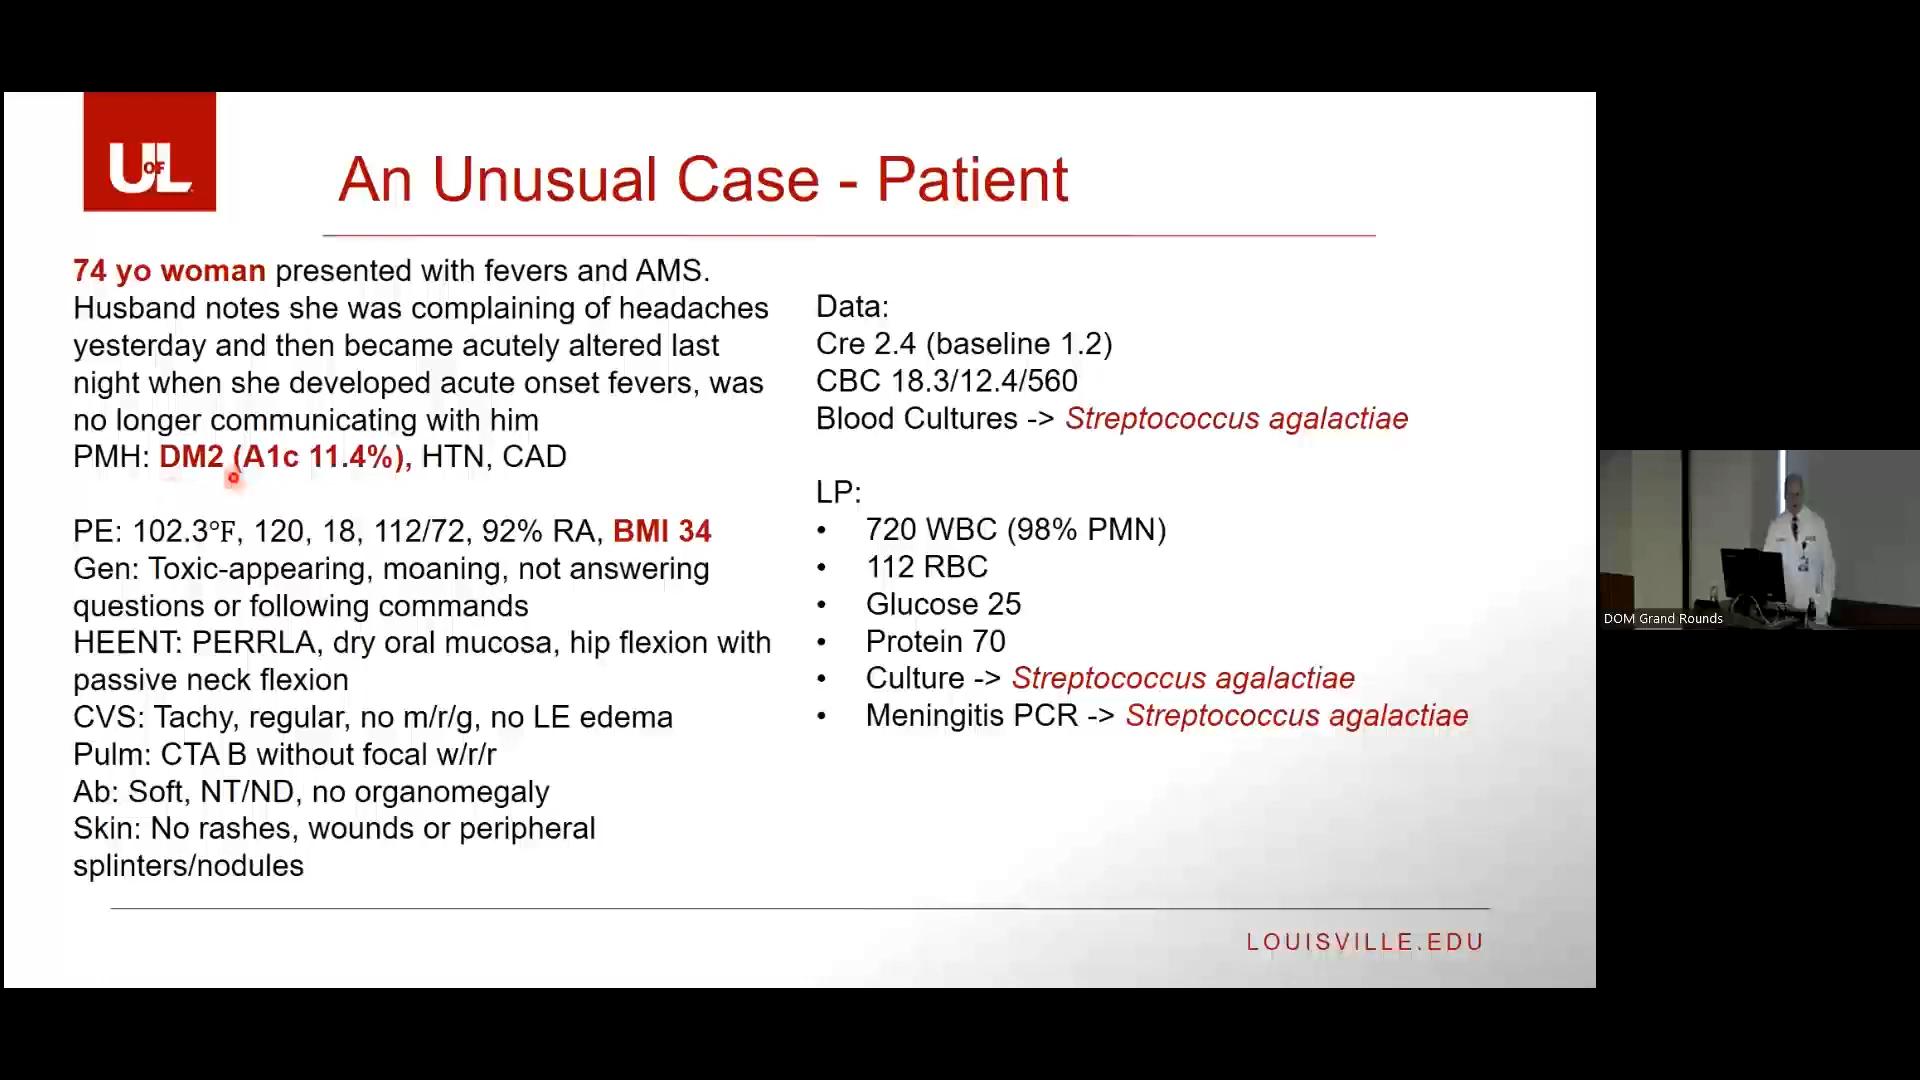 UofL
An Unusual Case - Patient
74 yo woman presented with fevers and AMS.
Husband notes she was complaining of headaches
yesterday and then became acutely altered last
night when she developed acute onset fevers, was
no longer communicating with him
PMH: DM2 (A1c 11.4%), HTN, CAD
PE: 102.3°F, 120, 18, 112/72, 92% RA, BMI 34
Gen: Toxic-appearing, moaning, not answering
questions or following commands
HEENT: PERRLA, dry oral mucosa, hip flexion with
passive neck flexion
CVS: Tachy, regular, no m/r/g, no LE edema
Pulm: CTA B without focal w/r/r
Ab: Soft, NT/ND, no organomegaly
Skin: No rashes, wounds or peripheral
splinters/nodules
Data:
Cre 2.4 (baseline 1.2)
CBC 18.3/12.4/560
Blood Cultures -> Streptococcus agalactiae
LP:
• 720 WBC (98% PMN)
• 112 RBC
• Glucose 25
• Protein 70
• Culture -> Streptococcus agalactiae
• Meningitis PCR -> Streptococcus agalactiae
LOUISVILLE.EDU
DOM Grand Rounds